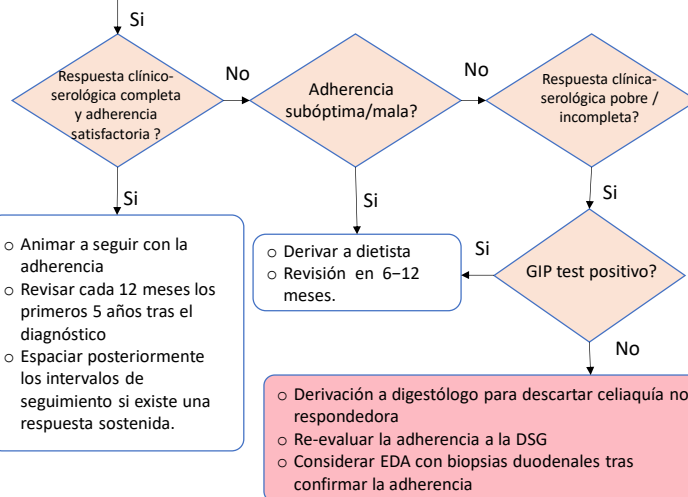 Si
Respuesta clínico-
serológica completa
y adherencia
satisfactoria ?
No
Adherencia
subóptima/mala?
No
Respuesta clínica-
serológica pobre /
incompleta?
Si
Si
Si
○ Animar a seguir con la
adherencia
○ Revisar cada 12 meses los
primeros 5 años tras el
diagnóstico
○ Espaciar posteriormente
los intervalos de
seguimiento si existe una
respuesta sostenida.
○ Derivar a dietista
○ Revisión en 6–12
meses.
Si
GIP test positivo?
No
○ Derivación a digestólogo para descartar celiaquía no
respondedora
○ Re-evaluar la adherencia a la DSG
○ Considerar EDA con biopsias duodenales tras
confirmar la adherencia